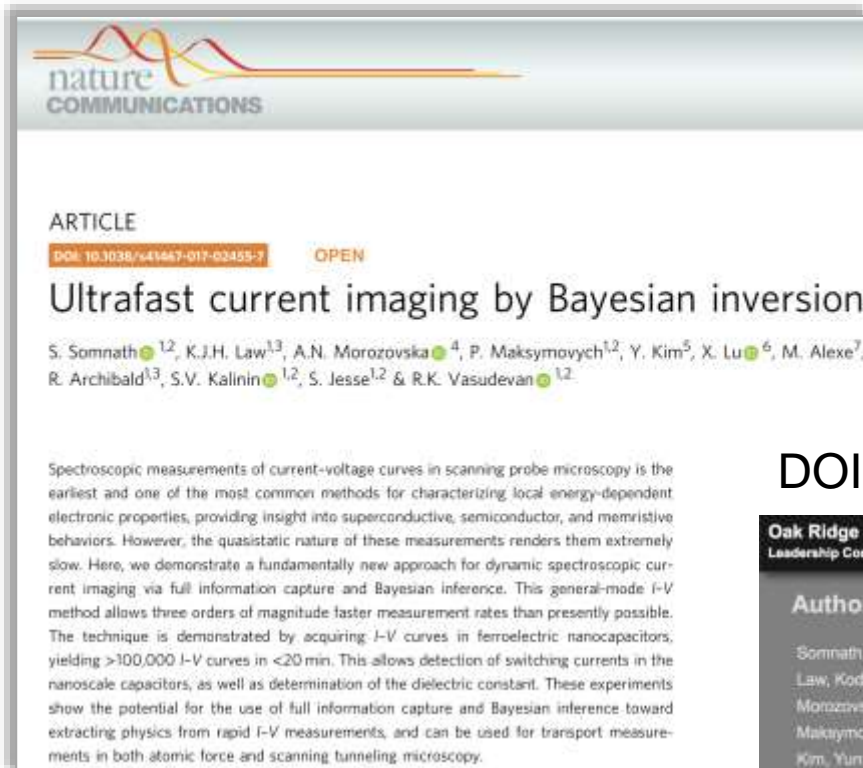 nature
COMMUNICATIONS
ARTICLE
DOI: 10.1038/s41467-017-02455-7 OPEN
Ultrafast current imaging by Bayesian inversion
S. Somnath 1,2, K.J.H. Law1,3, A.N. Morozovska 4, P. Maksymovych1,2, Y. Kim5, X. Lu 6, M. Alexe7,
R. Archibald1,3, S.V. Kalinin 1,2, S. Jesse1,2 & R.K. Vasudevan 1,2
Spectroscopic measurements of current-voltage curves in scanning probe microscopy is the
earliest and one of the most common methods for characterizing local energy-dependent
electronic properties, providing insight into superconductive, semiconductor, and memristive
behaviors. However, the quasistatic nature of these measurements renders them extremely
slow. Here, we demonstrate a fundamentally new approach for dynamic spectroscopic cur-
rent imaging via full information capture and Bayesian inference. This general-mode I-V
method allows three orders of magnitude faster measurement rates than presently possible.
The technique is demonstrated by acquiring I-V curves in ferroelectric nanocapacitors,
yielding >100,000 I-V curves in <20 min. This allows detection of switching currents in the
nanoscale capacitors, as well as determination of the dielectric constant. These experiments
show the potential for the use of full information capture and Bayesian inference toward
extracting physics from rapid I-V measurements, and can be used for transport measure-
ments in both atomic force and scanning tunneling microscopy.
DOI
Oak Ridge
Leadership Co
Autho
Somnath
Law, Kod
Morozovs
Maksymo
Kim, Yun